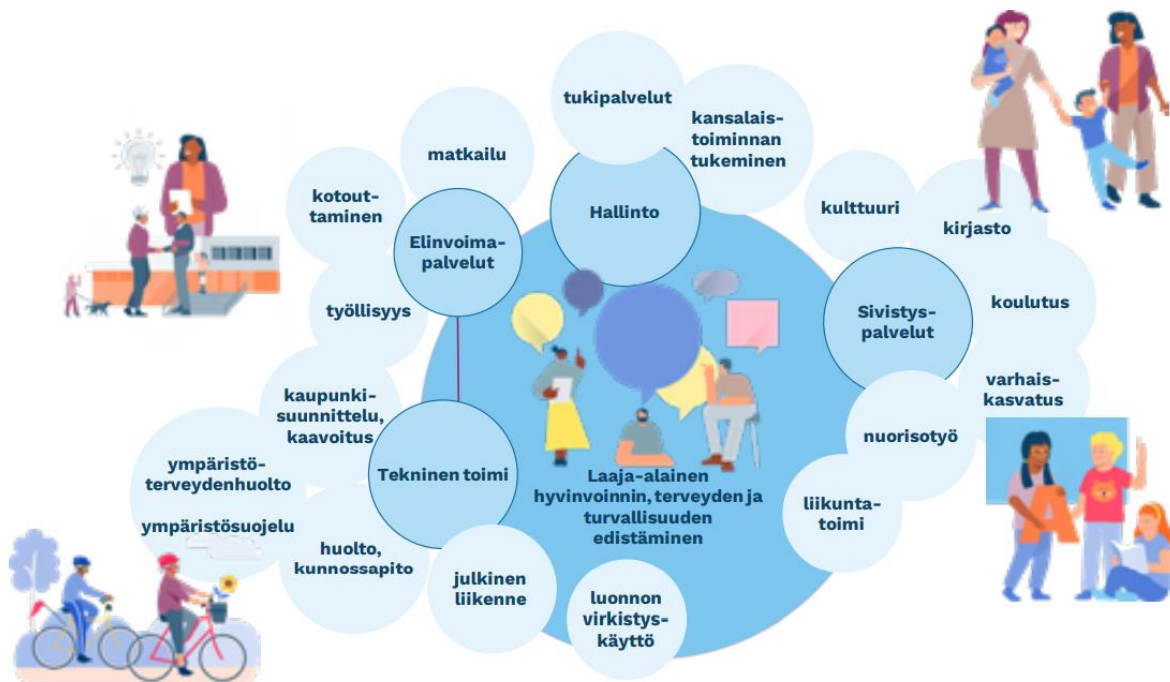 tukipalvelut
kansalais-
toiminnan
tukeminen
matkailu
kotout-
taminen
Hallinto
kulttuuri
kirjasto
Elinvoima-
palvelut
työllisyys
koulutus
Sivistys-
palvelut
varhais-
kasvatus
kaupunki-
suunnittelu,
kaavoitus
nuorisotyö
ympäristö-
terveydenhuolto
ympäristösuojelu
Tekninen toimi
Laaja-alainen
hyvinvoinnin, terveyden ja
turvallisuuden
edistäminen
liikunta-
toimi
huolto,
kunnossapito
julkinen
liikenne
luonnon
virkistys-
käyttö